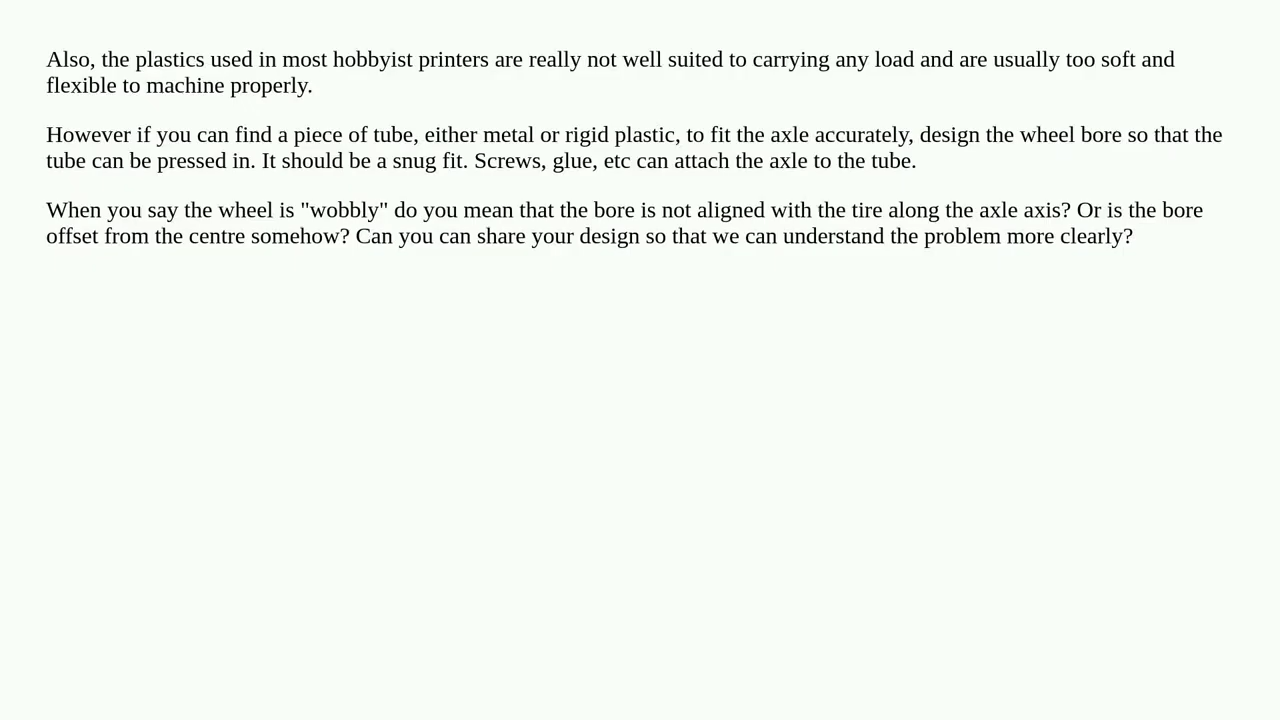 Also, the plastics used in most hobbyist printers are really not well suited to carrying any load and are usually too soft and
flexible to machine properly.
However if you can find a piece of tube, either metal or rigid plastic, to fit the axle accurately, design the wheel bore so that the
tube can be pressed in. It should be a snug fit. Screws, glue, etc can attach the axle to the tube.
When you say the wheel is "wobbly" do you mean that the bore is not aligned with the tire along the axle axis? Or is the bore
offset from the centre somehow? Can you can share your design so that we can understand the problem more clearly?